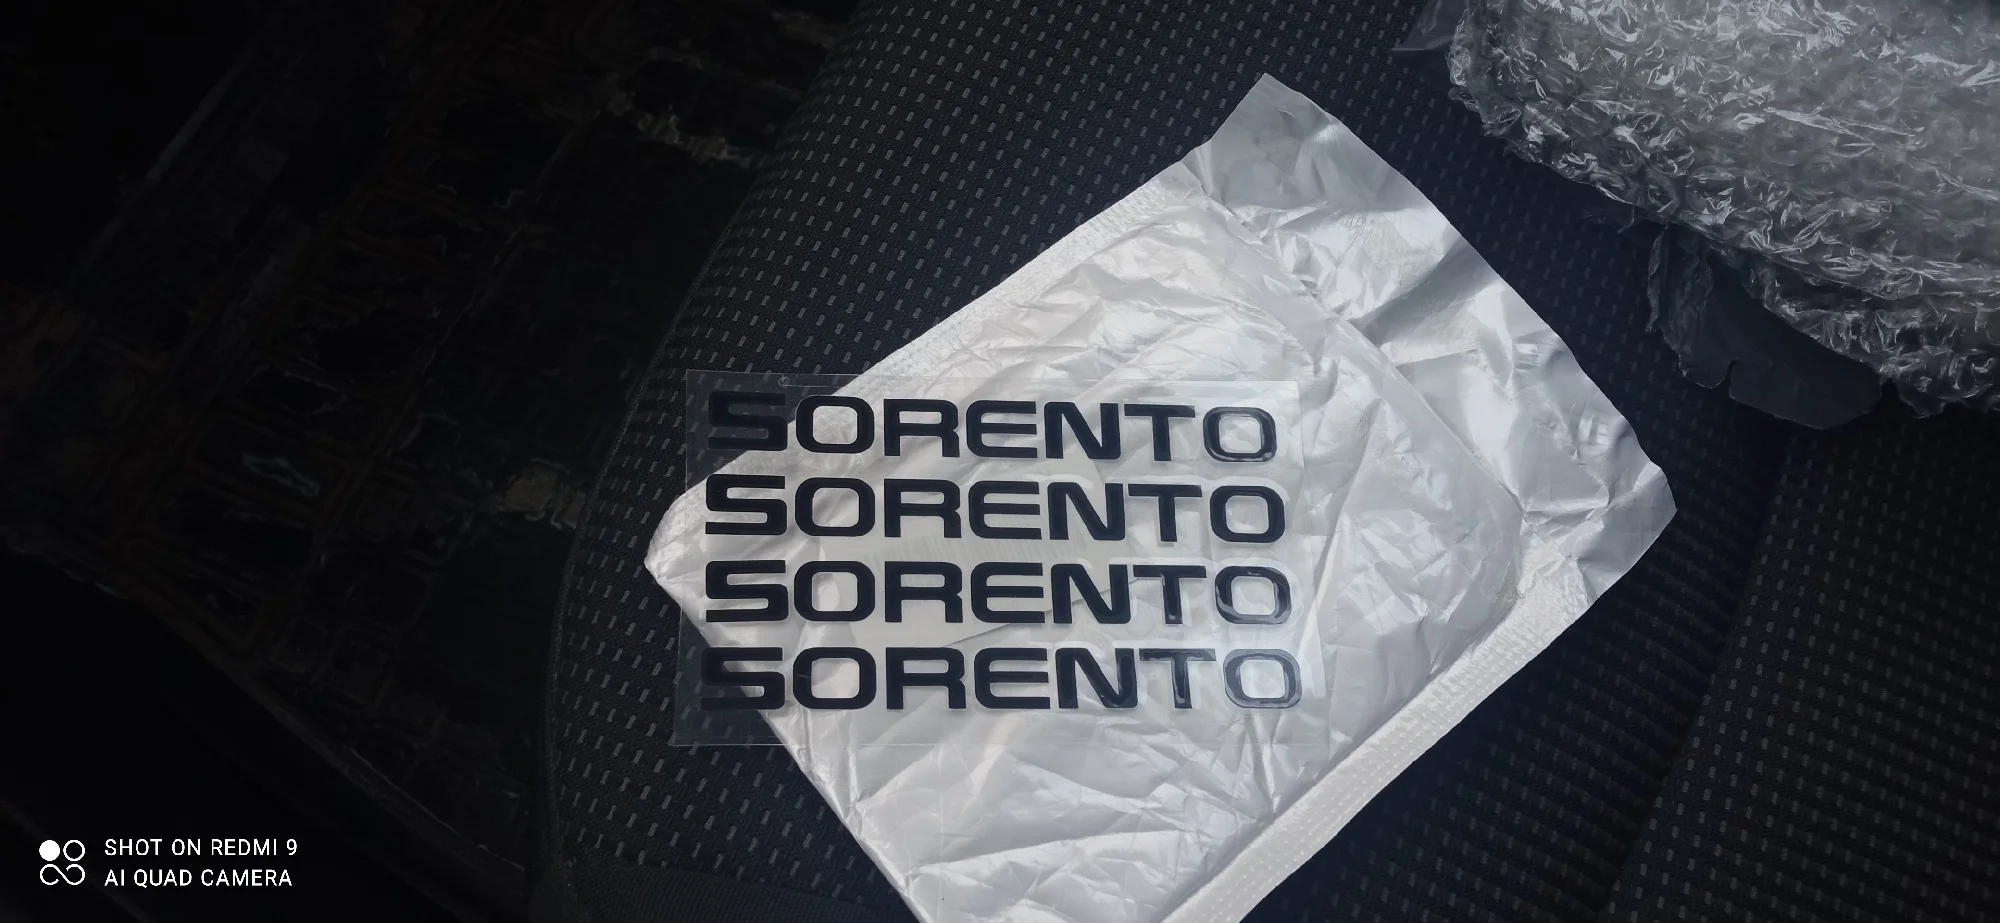 SORENTO
SORENTO
SORENTO
SORENTO
SHOT ON REDMI 9
AI QUAD CAMERA